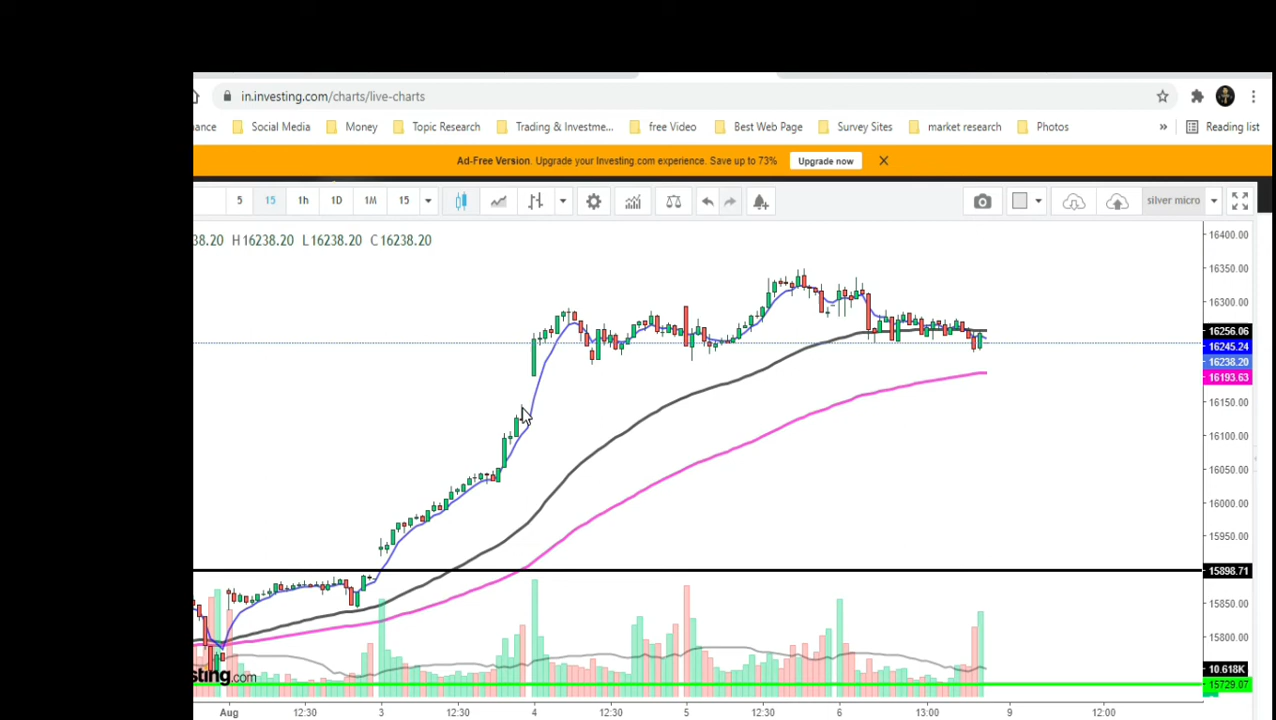 in.investing.com/charts/live-charts
ance Social Media Money Topic Research Trading & Investme... free Video Best Web Page Survey Sites market research Photos » Reading list
Ad-Free Version. Upgrade your Investing.com experience. Save up to 73% Upgrade now
5 15 1h 1D 1M 15 silver micro
38.20 H16238.20 L16238.20 C16238.20
16400.00
16350.00
16300.00
16256.06
16245.24
16238.20
16193.63
16150.00
16100.00
16050.00
16000.00
15950.00
15898.71
15850.00
15800.00
10.618K
sting.com
15729.07
Aug 12:30 3 12:30 4 12:30 5 12:30 6 13:00 9 12:00